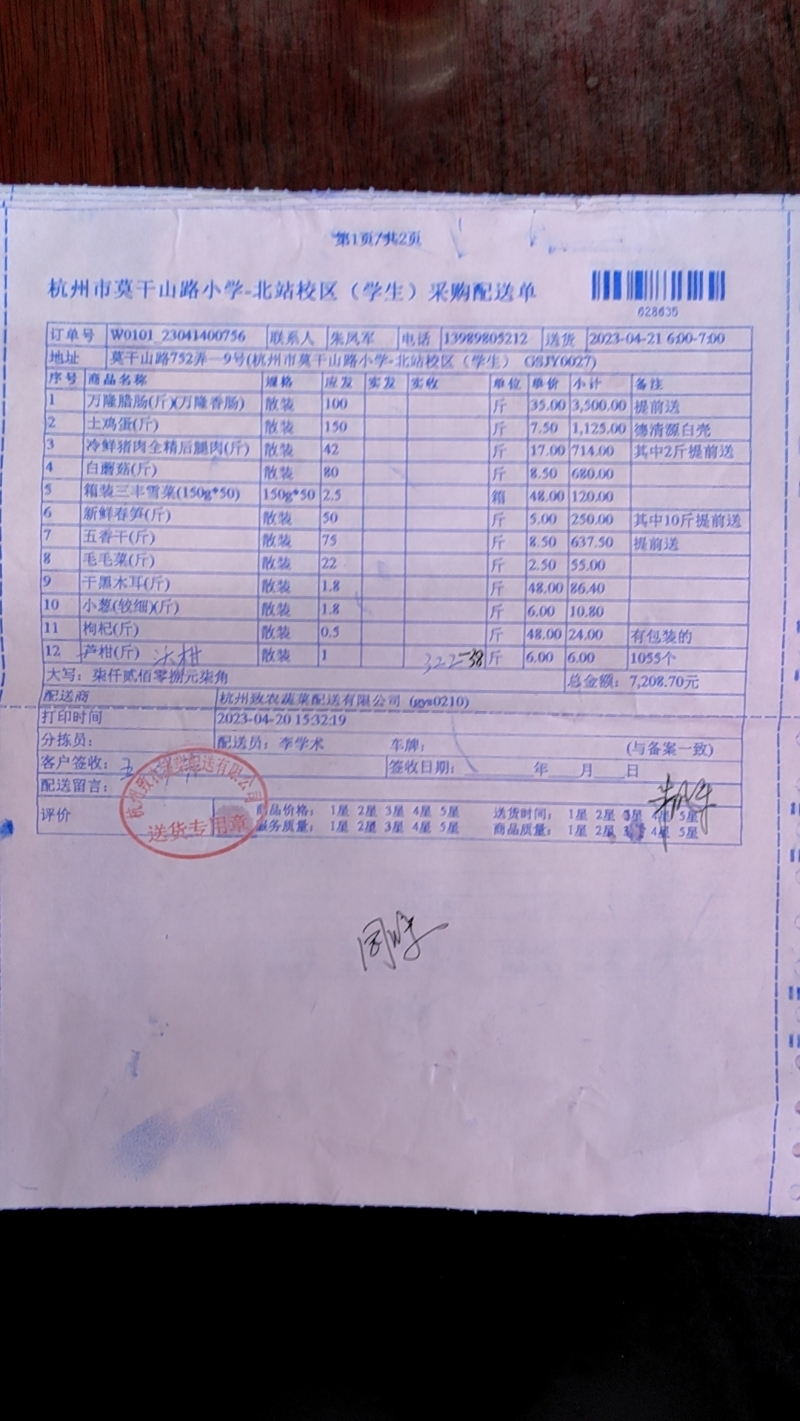 第1页/共2页
杭州市莫干山路小学-北站校区（学生）采购配送单
628635
订单号 W0101_23041400756 联系人 朱凤军 电话 13989805212 送货 2023-04-21 6:00-7:00
地址 莫干山路752弄一9号(杭州市莫干山路小学-北站校区（学生） GSJY0027)
序号 商品名称 规格 应发 实发 实收 单位 单价 小计 备注
1 万隆腊肠(斤)(万隆香肠) 散装 100 斤 35.00 3,500.00 提前送
2 土鸡蛋(斤) 散装 150 斤 7.50 1,125.00 德清源白壳
3 冷鲜猪肉全精后腿肉(斤) 散装 42 斤 17.00 714.00 其中2斤提前送
4 白蘑菇(斤) 散装 80 斤 8.50 680.00
5 箱装三丰雪菜(150g*50) 150g*50 2.5 箱 48.00 120.00
6 新鲜春笋(斤) 散装 50 斤 5.00 250.00 其中10斤提前送
7 五香干(斤) 散装 75 斤 8.50 637.50 提前送
8 毛毛菜(斤) 散装 22 斤 2.50 55.00
9 干黑木耳(斤) 散装 1.8 斤 48.00 86.40
10 小葱(铰细)(斤) 散装 1.8 斤 6.00 10.80
11 枸杞(斤) 散装 0.5 斤 48.00 24.00 有包装的
12 芦柑(斤) 散装 1 322 斤 6.00 6.00 1055个
大写：柒仟贰佰零捌元柒角 总金额：7,208.70元
配送商 杭州致农蔬菜配送有限公司 (gys0210)
打印时间 2023-04-20 15:32:19
分拣员： 配送员：李学术 车牌： (与备案一致)
客户签收： 签收日期： 年 月 日
配送留言：
评价 商品价格： 1星 2星 3星 4星 5星 送货时间： 1星 2星 3星 4星 5星
服务质量： 1星 2星 3星 4星 5星 商品质量： 1星 2星 3星 4星 5星
送货专用章